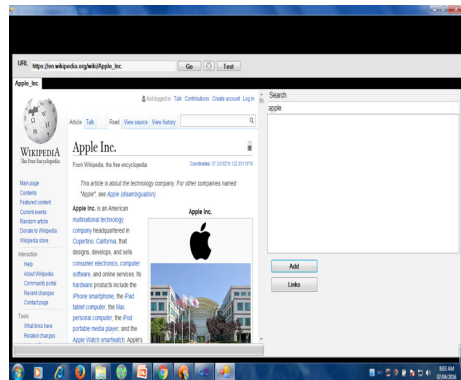 URL https://en.wikipedia.org/wiki/Apple_Inc.
Go
Test
Apple_Inc.
Not logged in Talk Contributions Create account Log in
Article Talk Read View source View history
WIKIPEDIA
The Free Encyclopedia
Main page
Contents
Featured content
Current events
Random article
Donate to Wikipedia
Wikipedia store
Interaction
Help
About Wikipedia
Community portal
Recent changes
Contact page
Tools
What links here
Related changes
Apple Inc.
From Wikipedia, the free encyclopedia
Coordinates:
This article is about the technology company. For other companies named
"Apple", see Apple (disambiguation).
Apple Inc. is an American
multinational technology
company headquartered in
Cupertino, California, that
designs, develops, and sells
consumer electronics, computer
software, and online services. Its
hardware products include the
iPhone smartphone, the iPad
tablet computer, the Mac
personal computer, the iPod
portable media player, and the
Apple Watch smartwatch. Apple's
Apple Inc.
Search
apple
Add
Links